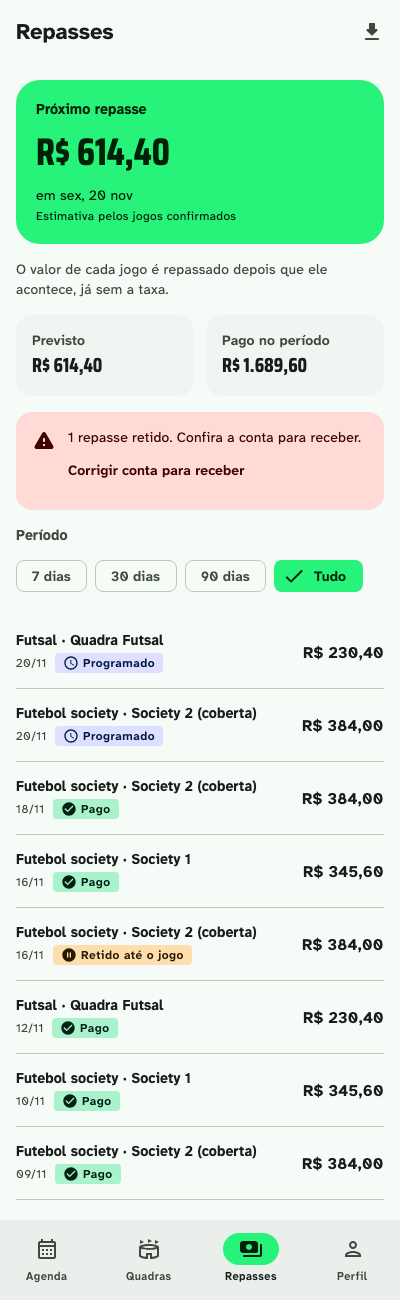 Repasses
Próximo repasse
R$ 614,40
em sex, 20 nov
Estimativa pelos jogos confirmados
O valor de cada jogo é repassado depois que ele
acontece, já sem a taxa.
Previsto
R$ 614,40
Pago no período
R$ 1.689,60
1 repasse retido. Confira a conta para receber.
Corrigir conta para receber
Período
7 dias
30 dias
90 dias
Tudo
Futsal · Quadra Futsal
20/11 Programado
R$ 230,40
Futebol society · Society 2 (coberta)
20/11 Programado
R$ 384,00
Futebol society · Society 2 (coberta)
18/11 Pago
R$ 384,00
Futebol society · Society 1
16/11 Pago
R$ 345,60
Futebol society · Society 2 (coberta)
16/11 Retido até o jogo
R$ 384,00
Futsal · Quadra Futsal
12/11 Pago
R$ 230,40
Futebol society · Society 1
10/11 Pago
R$ 345,60
Futebol society · Society 2 (coberta)
09/11 Pago
R$ 384,00
Agenda
Quadras
Repasses
Perfil